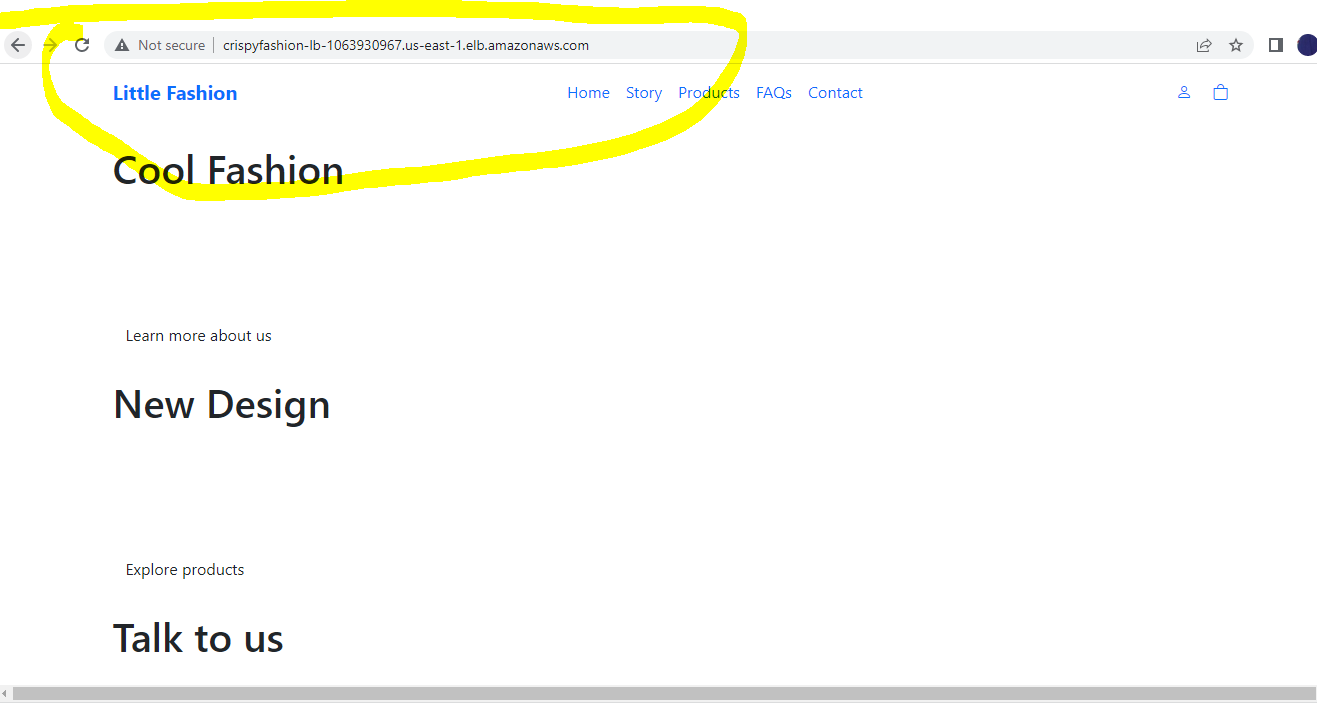 Not secure crispyfashion-lb-1063930967.us-east-1.elb.amazonaws.com
Little Fashion Home Story Products FAQs Contact
Cool Fashion
Learn more about us
New Design
Explore products
Talk to us